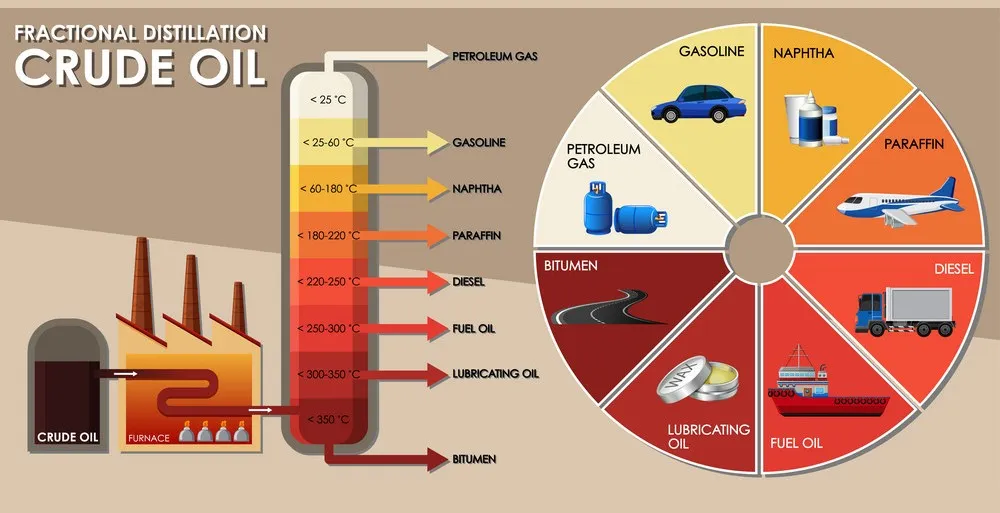 FRACTIONAL DISTILLATION
CRUDE OIL
PETROLEUM GAS
< 25 °C
< 25-60 °C
GASOLINE
< 60-180 °C
NAPHTHA
< 180-220 °C
PARAFFIN
< 220-250 °C
DIESEL
< 250-300 °C
FUEL OIL
< 300-350 °C
LUBRICATING OIL
< 350 °C
BITUMEN
CRUDE OIL
FURNACE
GASOLINE
NAPHTHA
PETROLEUM
GAS
PARAFFIN
BITUMEN
DIESEL
WAX
LUBRICATING
OIL
FUEL OIL